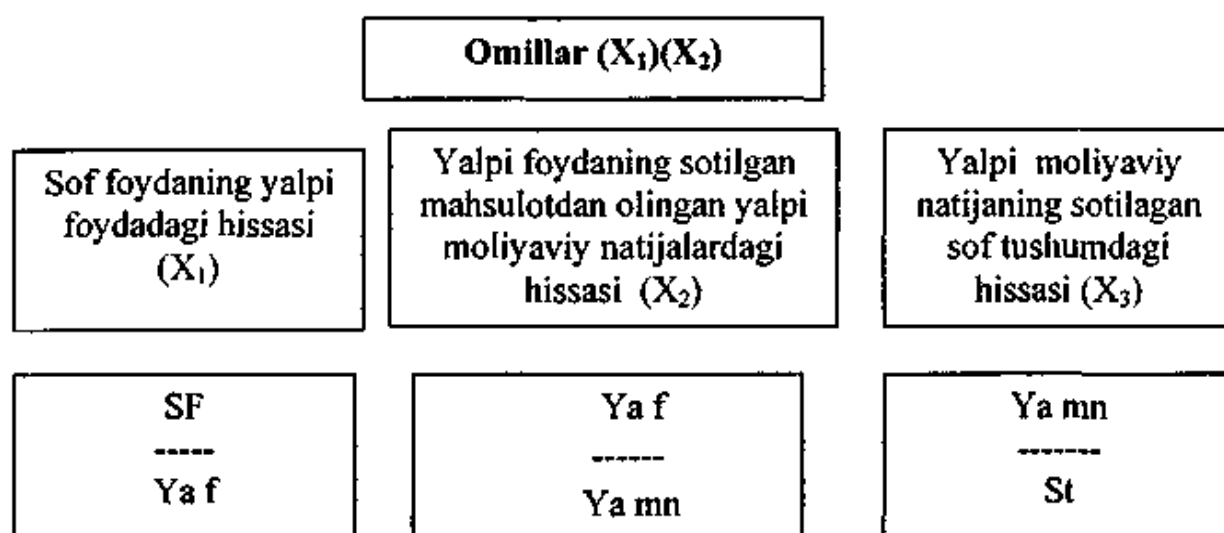 Omillar (X₁)(X₂)
Sof foydaning yalpi
foydadagi hissasi
(X₁)
Yalpi foydaning sotilgan
mahsulotdan olingan yalpi
moliyaviy natijalardagi
hissasi (X₂)
Yalpi moliyaviy
natijaning sotilagan
sof tushumdagi
hissasi (X₃)
SF
-----
Ya f
Ya f
------
Ya mn
Ya mn
-------
St